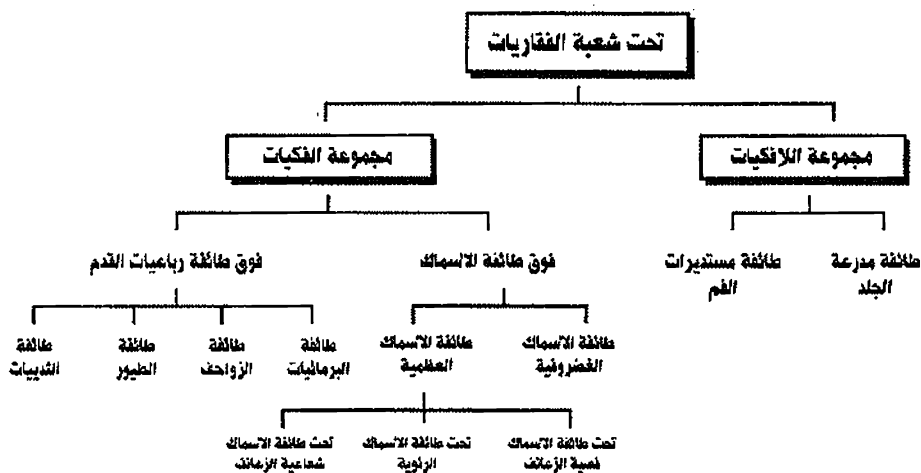 تحت شعبة الفقاريات
مجموعة اللافكيات
مجموعة الفكيات
طائفة مدرعة
الجلد
طائفة مستديرات
الفم
فوق طائفة الاسماك
فوق طائفة رباعيات القدم
طائفة الاسماك
الغضروفية
طائفة الاسماك
العظمية
طائفة
البرمائيات
طائفة
الزواحف
طائفة
الطيور
طائفة
الثدييات
تحت طائفة الاسماك
فصية الزعانف
تحت طائفة الاسماك
الرئوية
تحت طائفة الاسماك
شعاعية الزعانف